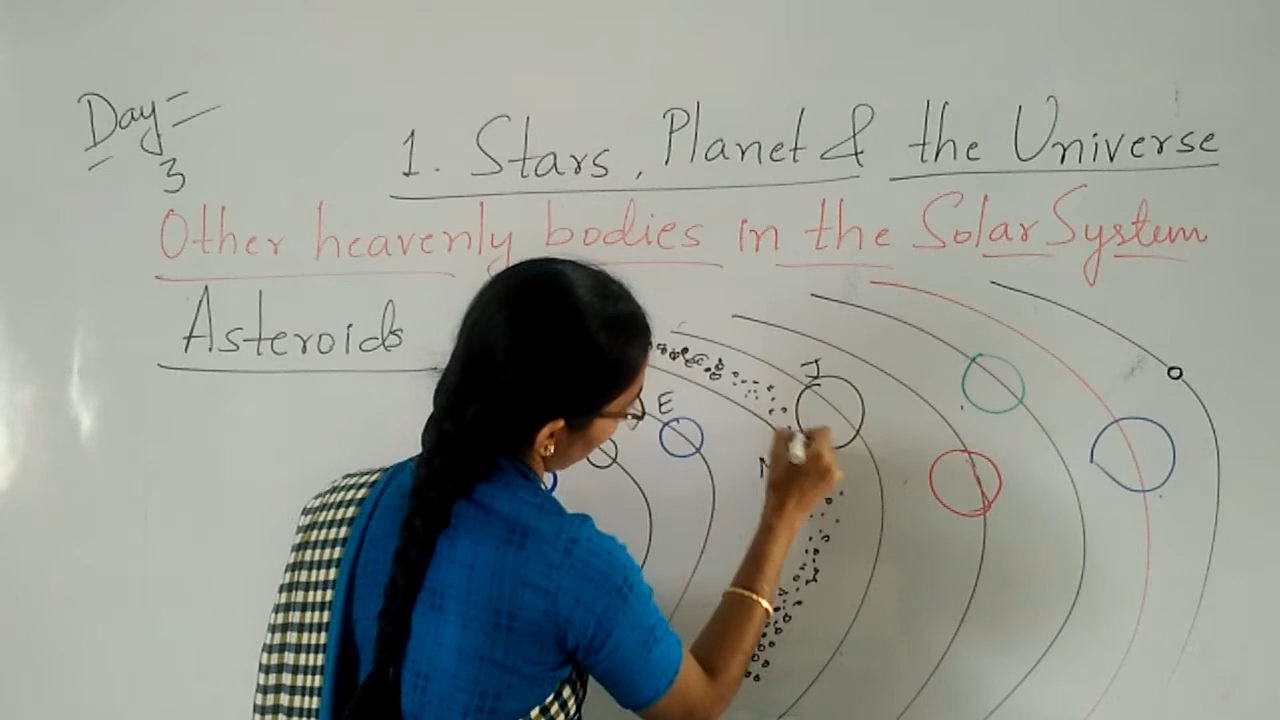 Day=
3
1. Stars, Planet & the Universe
Other heavenly bodies in the Solar System
Asteroids
J
E